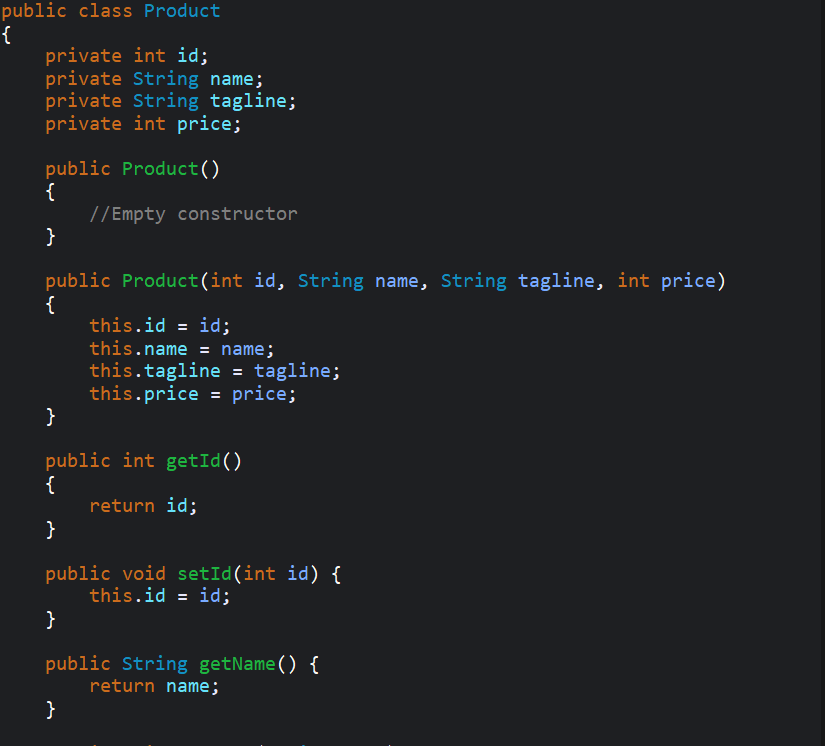 public class Product
{
    private int id;
    private String name;
    private String tagline;
    private int price;

    public Product()
    {
        //Empty constructor
    }

    public Product(int id, String name, String tagline, int price)
    {
        this.id = id;
        this.name = name;
        this.tagline = tagline;
        this.price = price;
    }

    public int getId()
    {
        return id;
    }

    public void setId(int id) {
        this.id = id;
    }

    public String getName() {
        return name;
    }